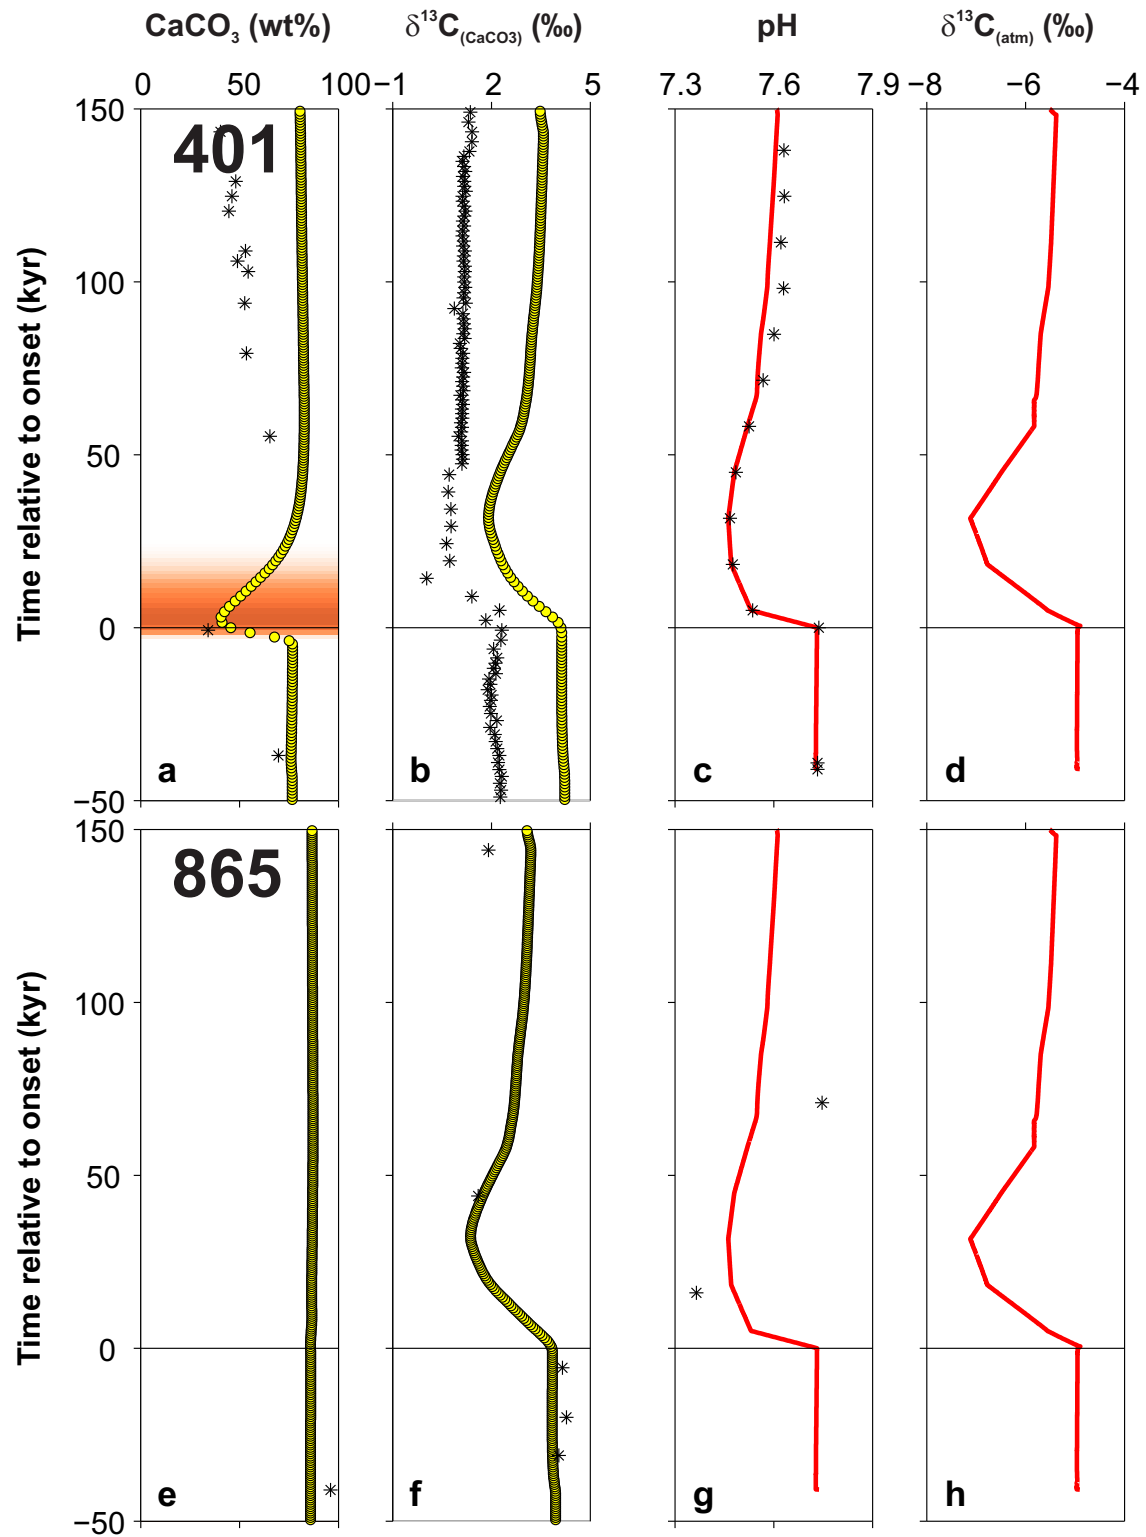 CaCO3 (wt%) δ13C(CaCO3) (‰) pH δ13C(atm) (‰)
0 50 100 −1 2 5 7.3 7.6 7.9 −8 −6 −4
150
401
100
Time relative to onset (kyr)
50
0
a b c d
−50
150
865
100
Time relative to onset (kyr)
50
0
e f g h
−50